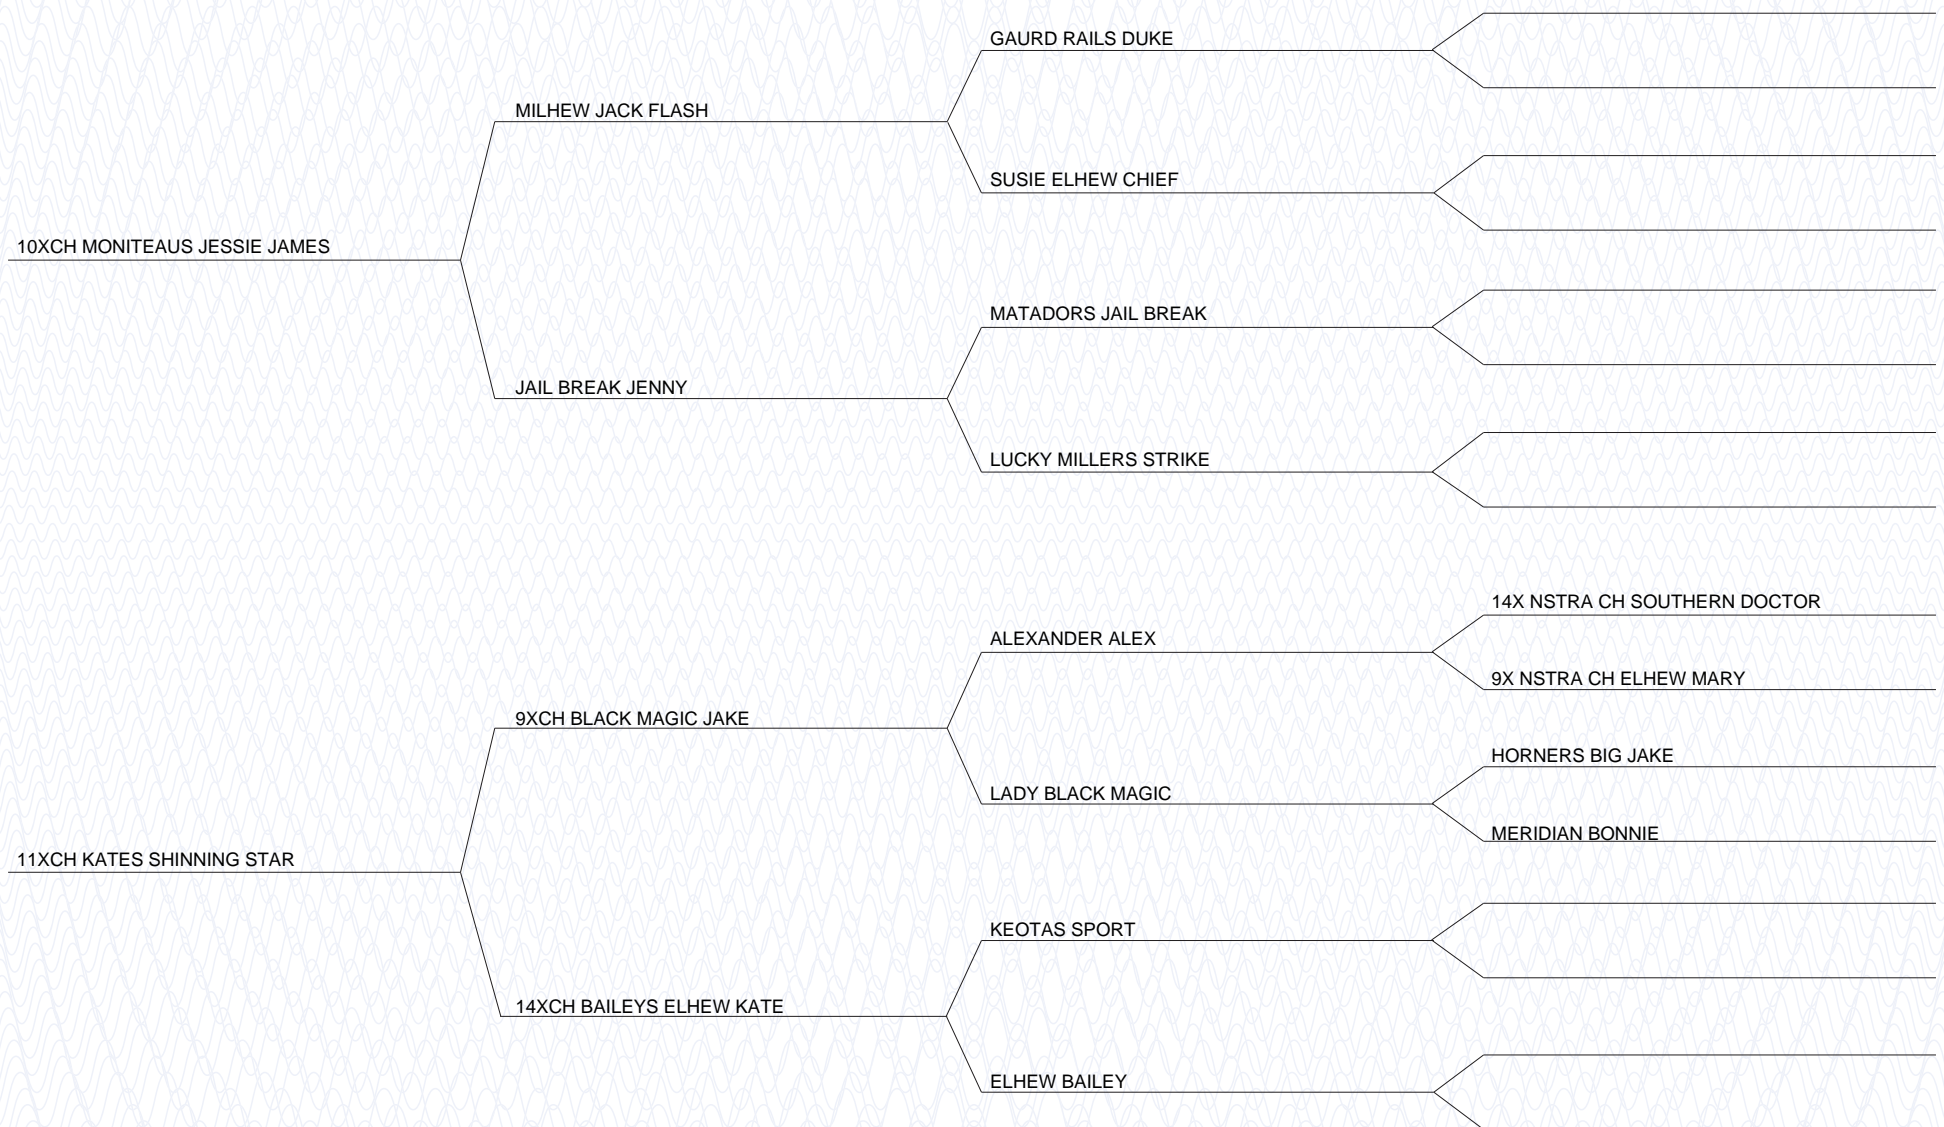 GAURD RAILS DUKE
MILHEW JACK FLASH
SUSIE ELHEW CHIEF
10XCH MONITEAUS JESSIE JAMES
MATADORS JAIL BREAK
JAIL BREAK JENNY
LUCKY MILLERS STRIKE
14X NSTRA CH SOUTHERN DOCTOR
ALEXANDER ALEX
9X NSTRA CH ELHEW MARY
9XCH BLACK MAGIC JAKE
HORNERS BIG JAKE
LADY BLACK MAGIC
MERIDIAN BONNIE
11XCH KATES SHINNING STAR
KEOTAS SPORT
14XCH BAILEYS ELHEW KATE
ELHEW BAILEY